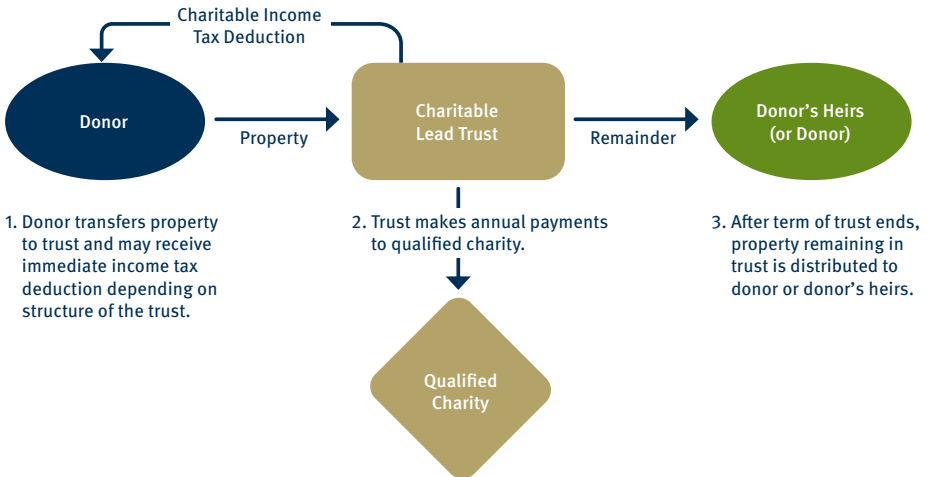 Charitable Income
Tax Deduction
Donor
Property
Charitable
Lead Trust
Remainder
Donor’s Heirs
(or Donor)
1. Donor transfers property
to trust and may receive
immediate income tax
deduction depending on
structure of the trust.
2. Trust makes annual payments
to qualified charity.
3. After term of trust ends,
property remaining in
trust is distributed to
donor or donor’s heirs.
Qualified
Charity